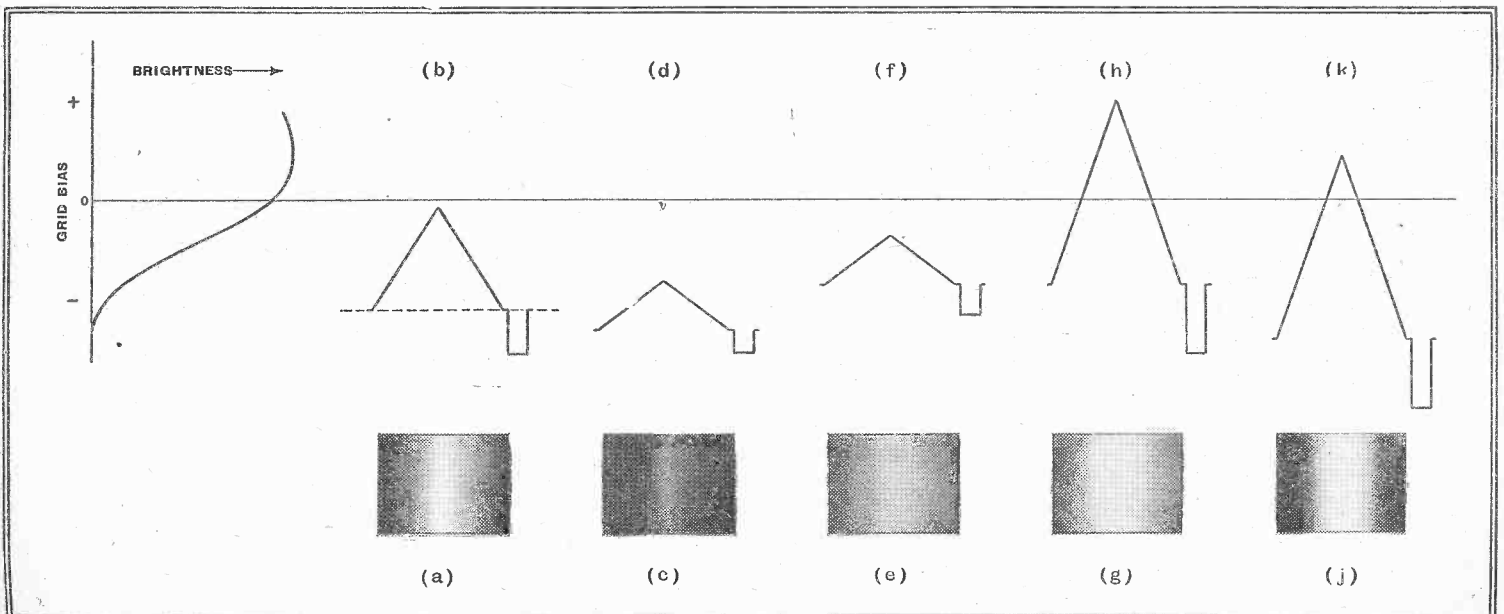 BRIGHTNESS
(b) (d) (f) (h) (k)
+
GRID BIAS
0
-
(a) (c) (e) (g) (j)